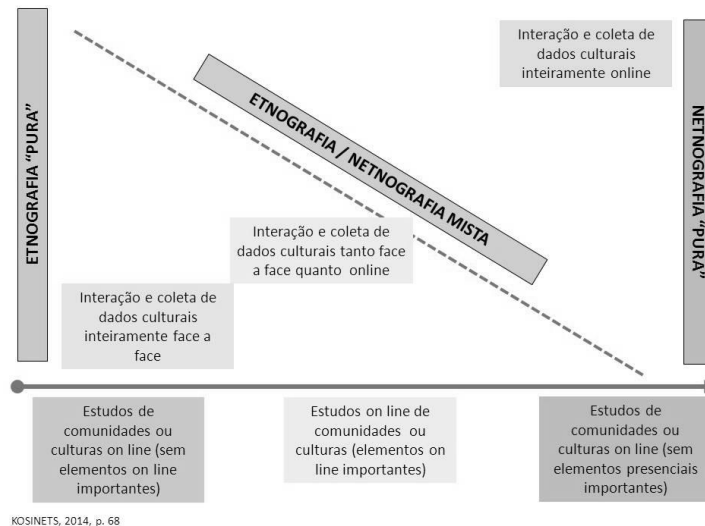 ETNOGRAFIA "PURA"
Interação e coleta de
dados culturais
inteiramente online
ETNOGRAFIA / NETNOGRAFIA MISTA
NETNOGRAFIA "PURA"
Interação e coleta de
dados culturais tanto face
a face quanto online
Interação e coleta de
dados culturais
inteiramente face a
face
Estudos de
comunidades ou
culturas on line (sem
elementos on line
importantes)
Estudos on line de
comunidades ou
culturas (elementos on
line importantes)
Estudos de
comunidades ou
culturas on line (sem
elementos presenciais
importantes)
KOSINETS, 2014, p. 68